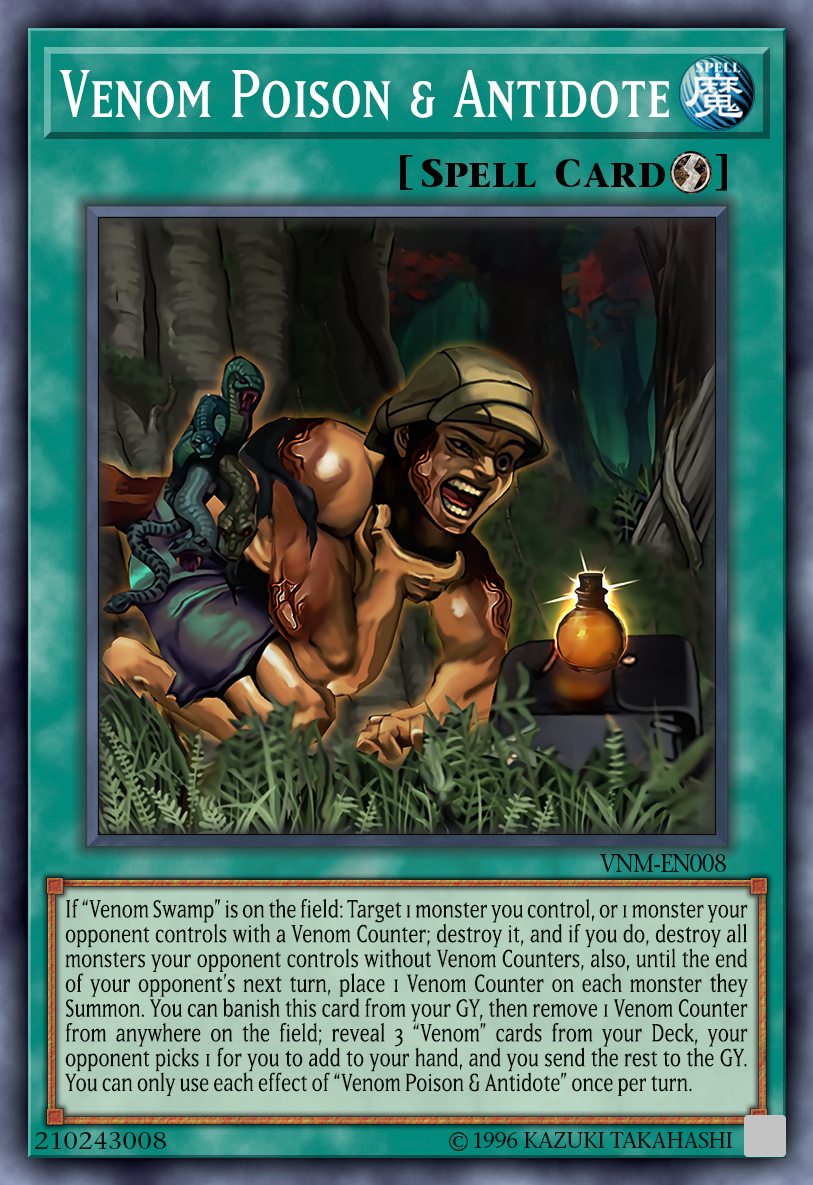 VENOM POISON & ANTIDOTE
SPELL
魔
[SPELL CARD]
VNM-EN008
If “Venom Swamp” is on the field: Target 1 monster you control, or 1 monster your
opponent controls with a Venom Counter; destroy it, and if you do, destroy all
monsters your opponent controls without Venom Counters, also, until the end
of your opponent’s next turn, place 1 Venom Counter on each monster they
Summon. You can banish this card from your GY, then remove 1 Venom Counter
from anywhere on the field; reveal 3 “Venom” cards from your Deck, your
opponent picks 1 for you to add to your hand, and you send the rest to the GY.
You can only use each effect of “Venom Poison & Antidote” once per turn.
210243008
© 1996 KAZUKI TAKAHASHI